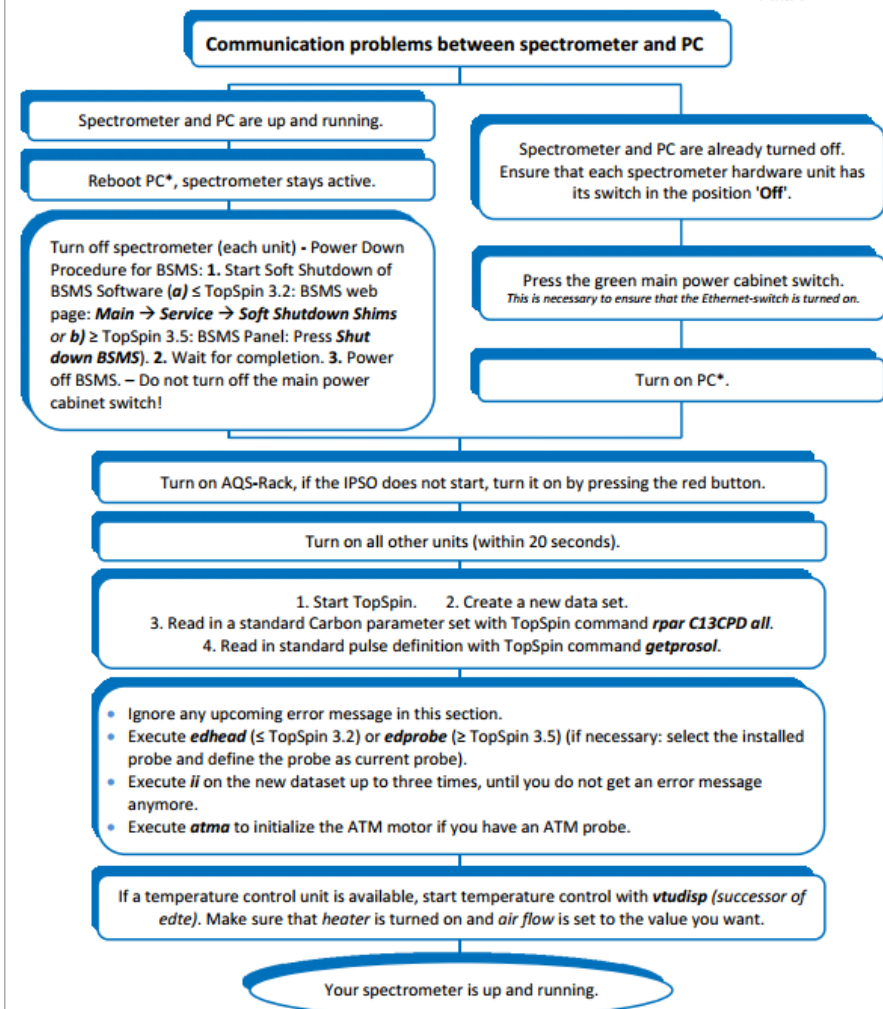 Communication problems between spectrometer and PC
Spectrometer and PC are up and running.
Reboot PC*, spectrometer stays active.
Turn off spectrometer (each unit) - Power Down
Procedure for BSMS: 1. Start Soft Shutdown of
BSMS Software (a) ≤ TopSpin 3.2: BSMS web
page: Main → Service → Soft Shutdown Shims
or b) ≥ TopSpin 3.5: BSMS Panel: Press Shut
down BSMS). 2. Wait for completion. 3. Power
off BSMS. – Do not turn off the main power
cabinet switch!
Spectrometer and PC are already turned off.
Ensure that each spectrometer hardware unit has
its switch in the position 'Off'.
Press the green main power cabinet switch.
This is necessary to ensure that the Ethernet-switch is turned on.
Turn on PC*.
Turn on AQS-Rack, if the IPSO does not start, turn it on by pressing the red button.
Turn on all other units (within 20 seconds).
1. Start TopSpin. 2. Create a new data set.
3. Read in a standard Carbon parameter set with TopSpin command rpar C13CPD all.
4. Read in standard pulse definition with TopSpin command getprosol.
• Ignore any upcoming error message in this section.
• Execute edhead (≤ TopSpin 3.2) or edprobe (≥ TopSpin 3.5) (if necessary: select the installed
probe and define the probe as current probe).
• Execute ii on the new dataset up to three times, until you do not get an error message
anymore.
• Execute atma to initialize the ATM motor if you have an ATM probe.
If a temperature control unit is available, start temperature control with vtudisp (successor of
edte). Make sure that heater is turned on and air flow is set to the value you want.
Your spectrometer is up and running.